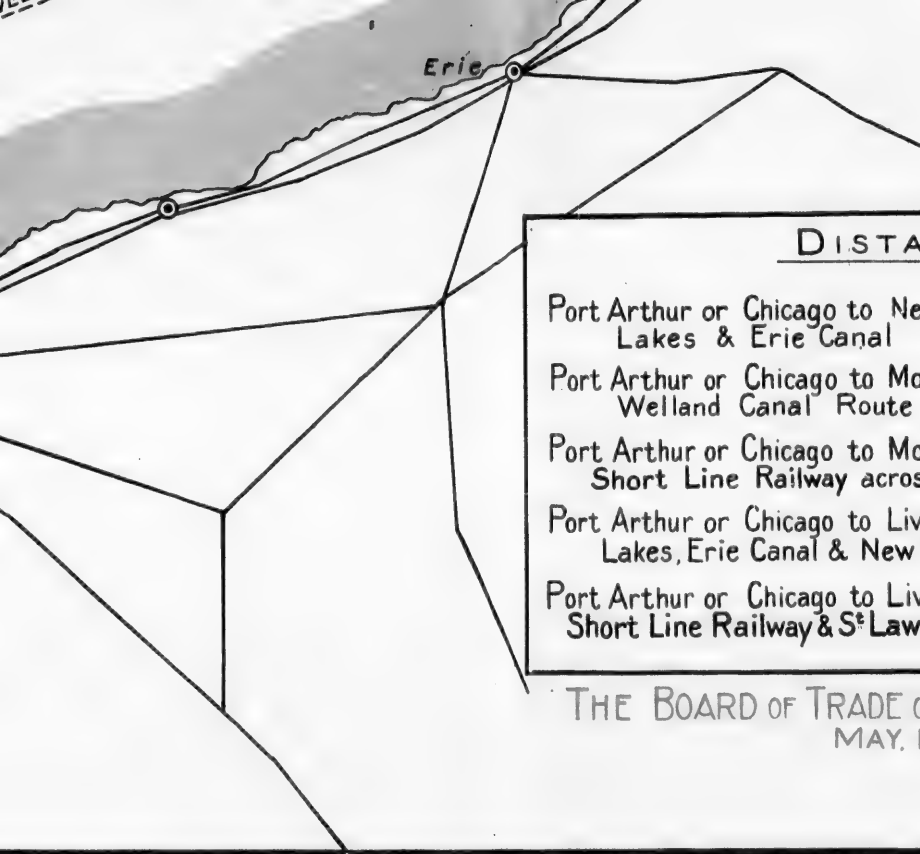 Erie
DISTA
Port Arthur or Chicago to Ne
Lakes & Erie Canal
Port Arthur or Chicago to Mo
Welland Canal Route
Port Arthur or Chicago to Mo
Short Line Railway across
Port Arthur or Chicago to Liv
Lakes, Erie Canal & New
Port Arthur or Chicago to Liv
Short Line Railway & St Law
THE BOARD OF TRADE
MAY.